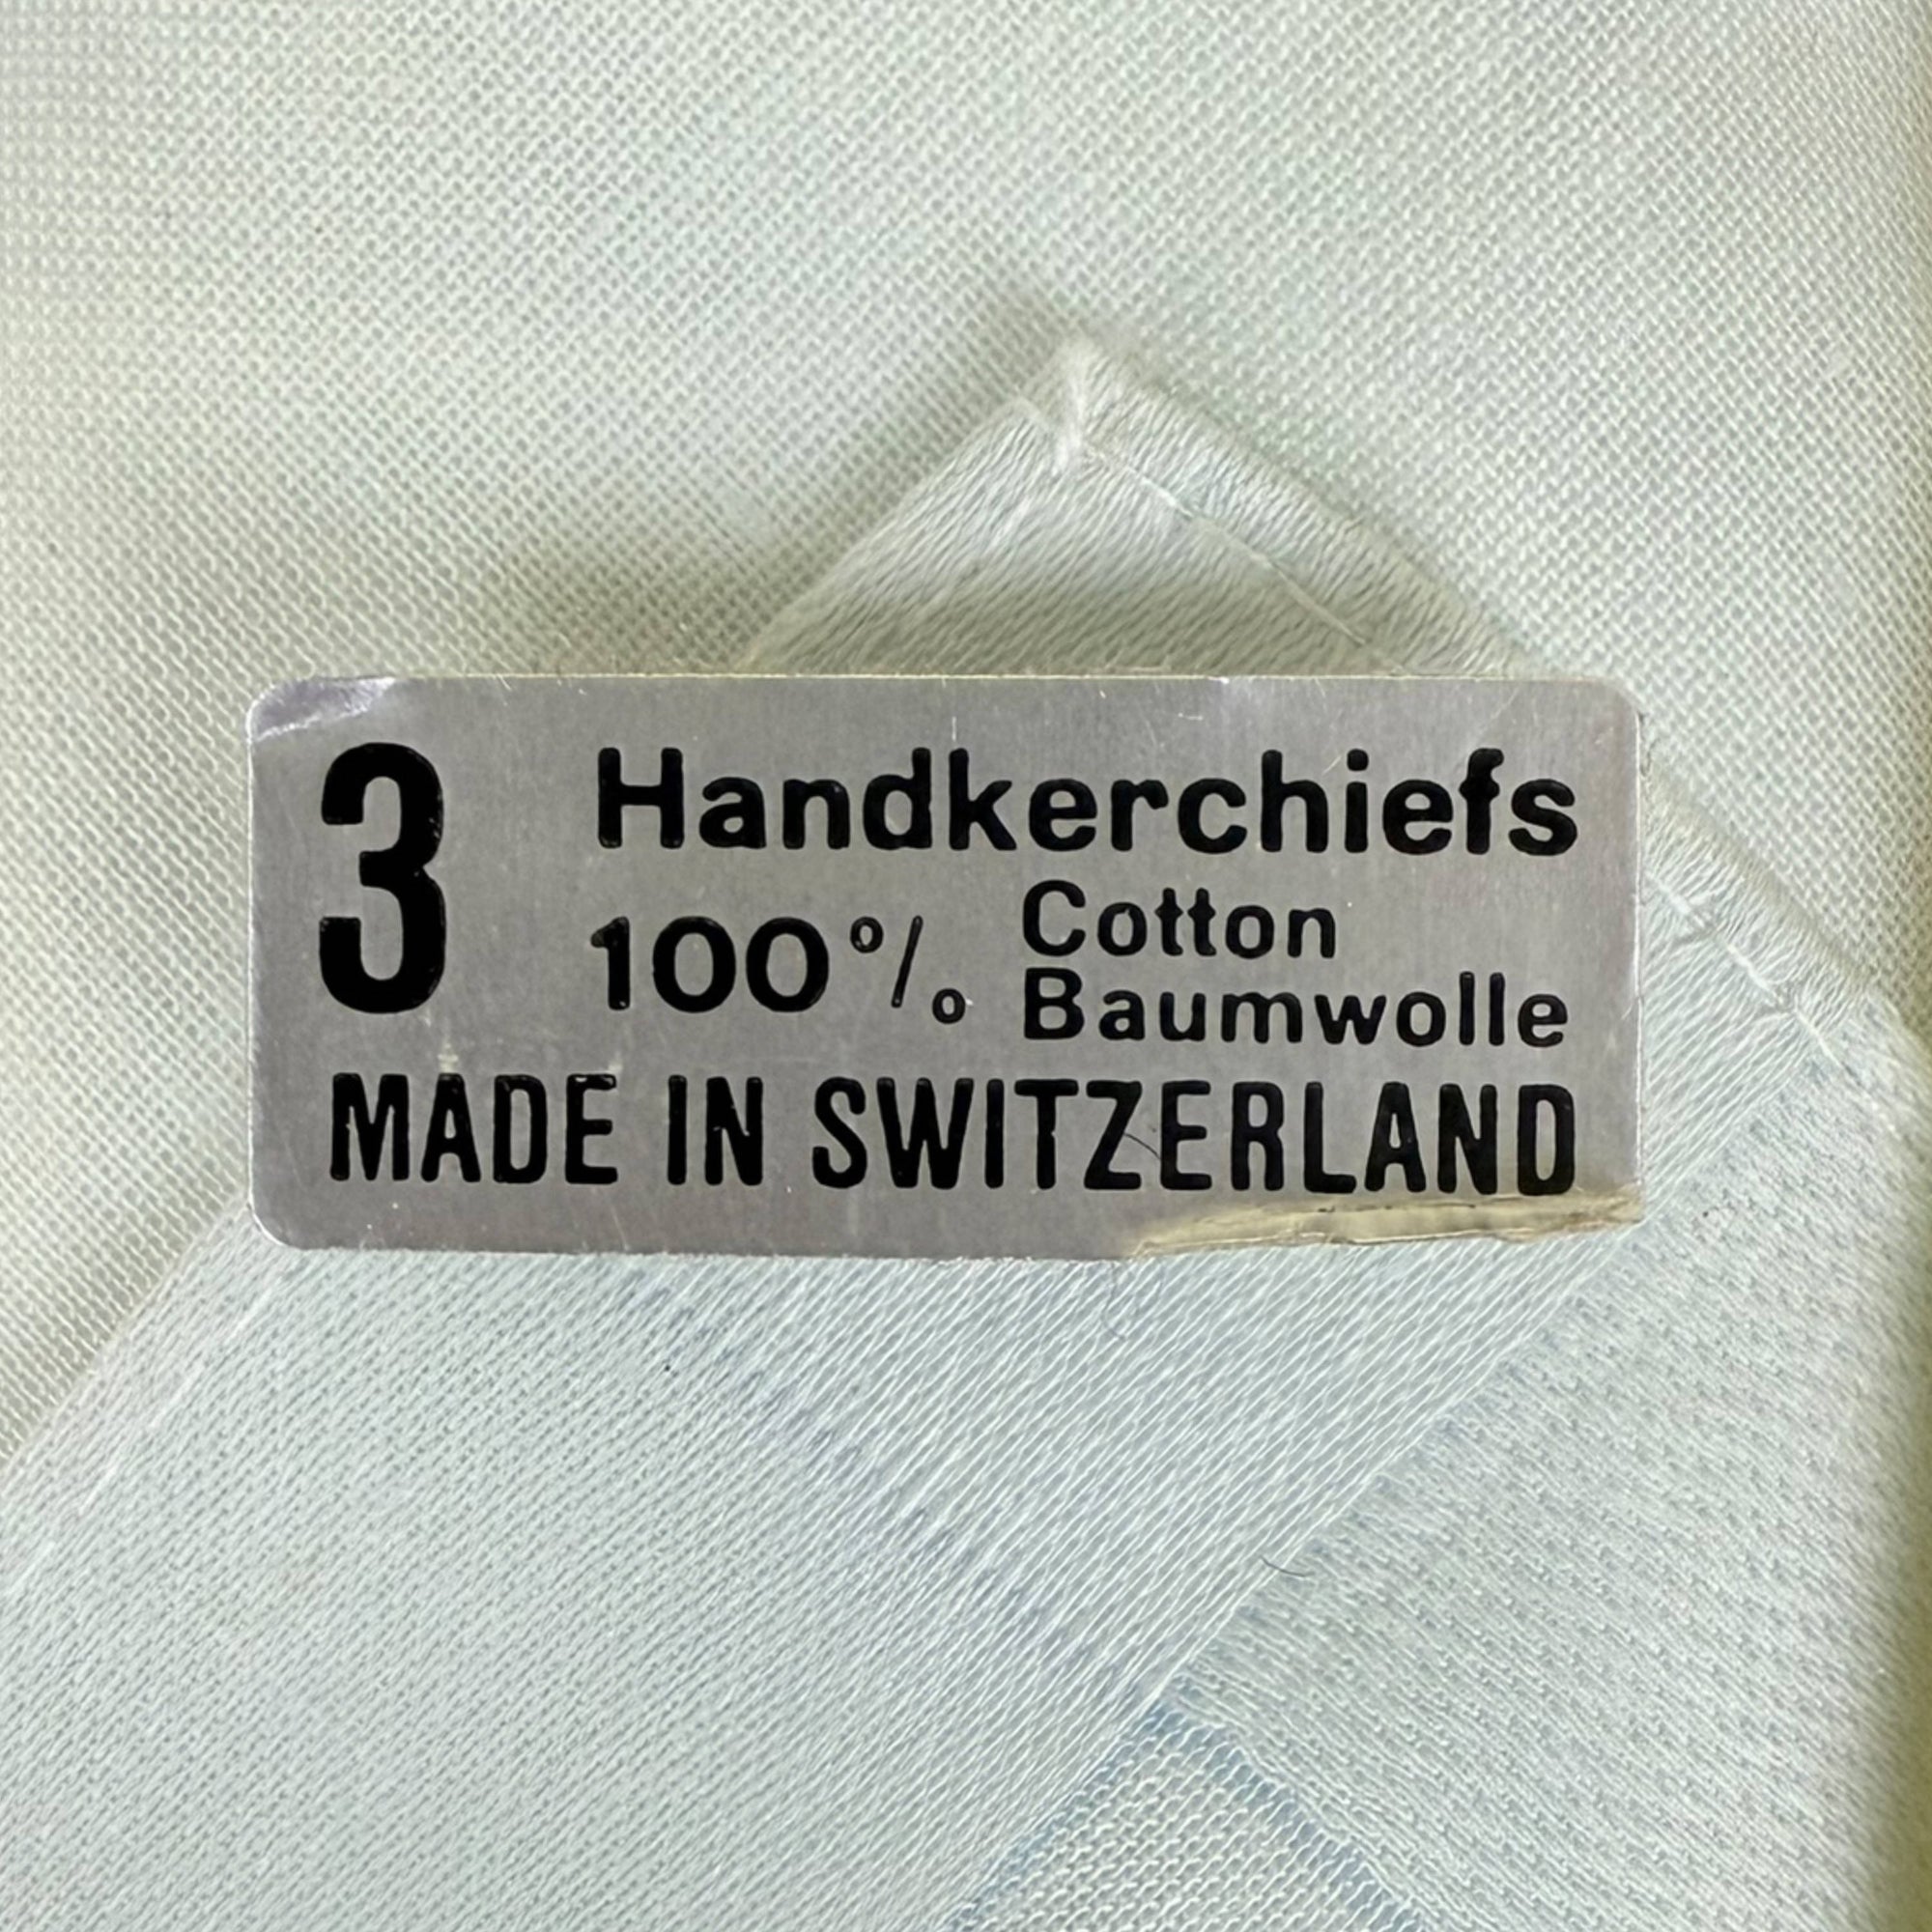 3 Handkerchiefs
100% Cotton
Baumwolle
MADE IN SWITZERLAND